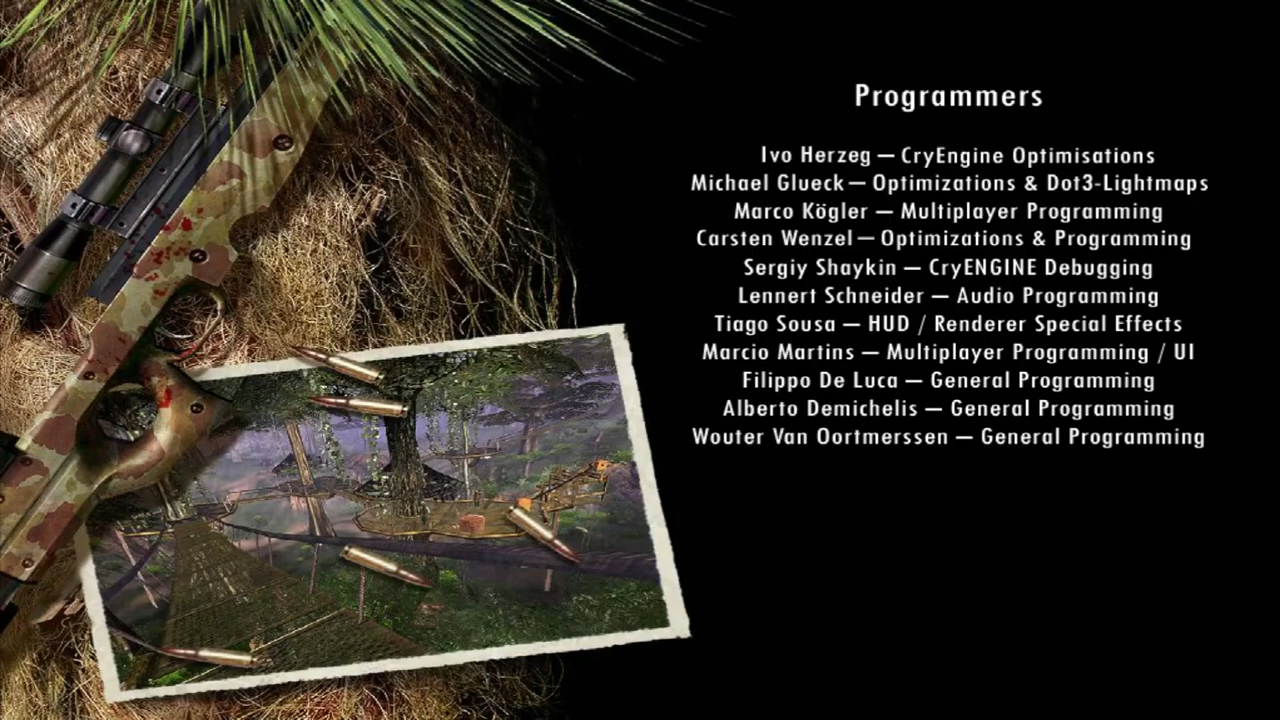 Programmers
Ivo Herzeg — CryEngine Optimisations
Michael Glueck — Optimizations & Dot3-Lightmaps
Marco Kögler — Multiplayer Programming
Carsten Wenzel — Optimizations & Programming
Sergiy Shaykin — CryENGINE Debugging
Lennert Schneider — Audio Programming
Tiago Sousa — HUD / Renderer Special Effects
Marcio Martins — Multiplayer Programming / UI
Filippo De Luca — General Programming
Alberto Demichelis — General Programming
Wouter Van Oortmerssen — General Programming